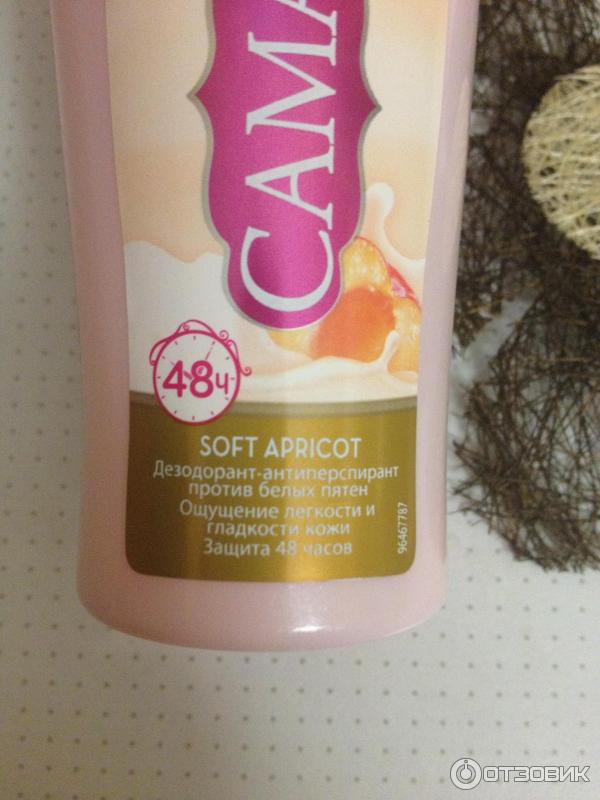 CAMA
48ч
SOFT APRICOT
Дезодорант-антиперспирант
против белых пятен
Ощущение легкости и
гладкости кожи
Защита 48 часов
96467787
ОТЗОВИК